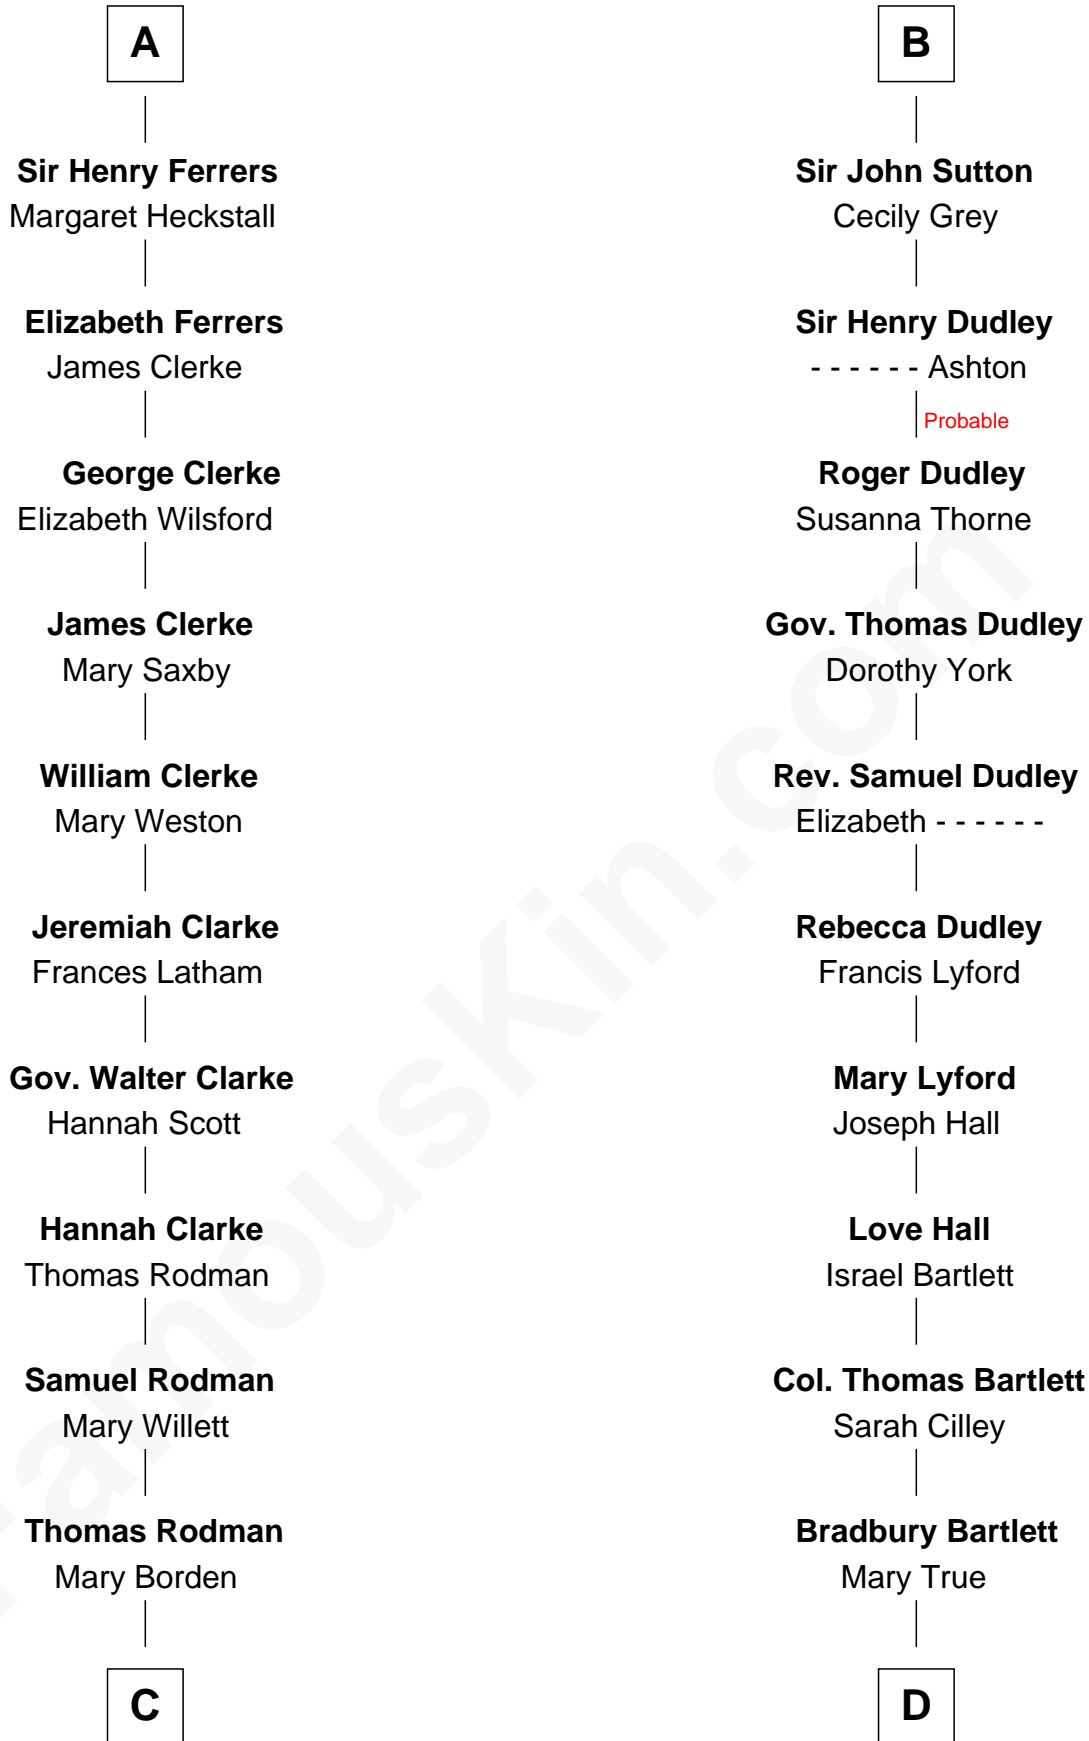 A
Sir Henry Ferrers
Margaret Heckstall
Elizabeth Ferrers
James Clerke
George Clerke
Elizabeth Wilsford
James Clerke
Mary Saxby
William Clerke
Mary Weston
Jeremiah Clarke
Frances Latham
Gov. Walter Clarke
Hannah Scott
Hannah Clarke
Thomas Rodman
Samuel Rodman
Mary Willett
Thomas Rodman
Mary Borden
C
B
Sir John Sutton
Cecily Grey
Sir Henry Dudley
- - - - - - Ashton
Probable
Roger Dudley
Susanna Thorne
Gov. Thomas Dudley
Dorothy York
Rev. Samuel Dudley
Elizabeth - - - - - -
Rebecca Dudley
Francis Lyford
Mary Lyford
Joseph Hall
Love Hall
Israel Bartlett
Col. Thomas Bartlett
Sarah Cilley
Bradbury Bartlett
Mary True
D
FamousKin.com